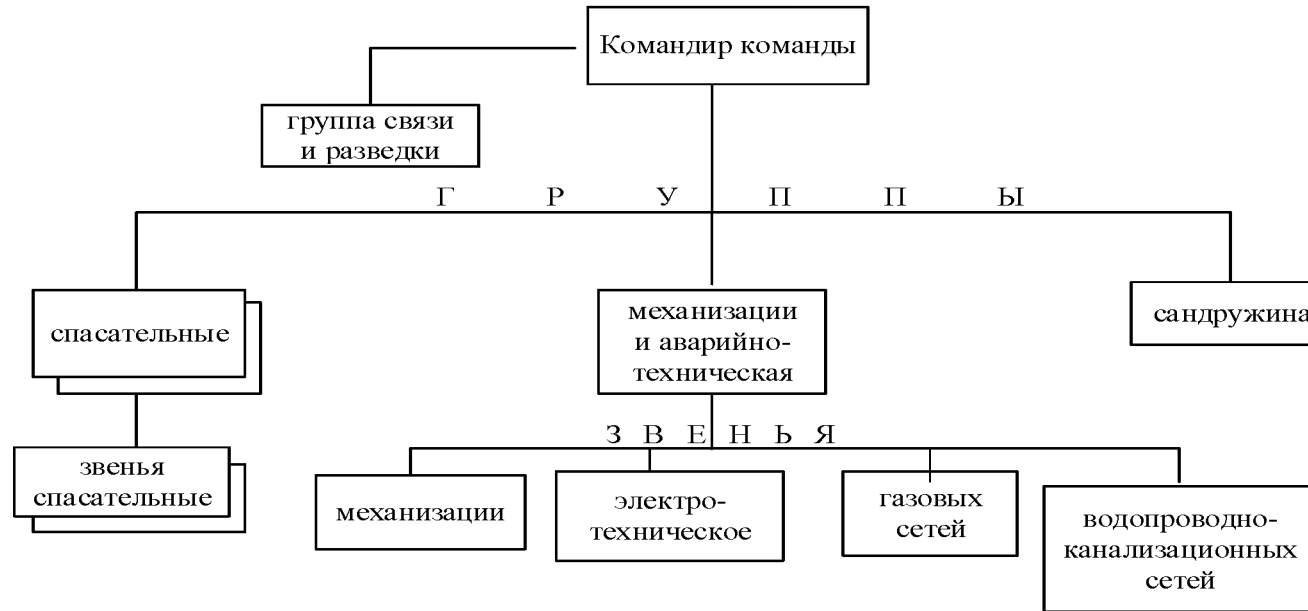 Командир команды
группа связи
и разведки
Г Р У П П Ы
спасательные
механизации
и аварийно-
техническая
сандружина
З В Е Н Ь Я
звенья
спасательные
механизации
электро-
техническое
газовых
сетей
водопроводно-
канализационных
сетей